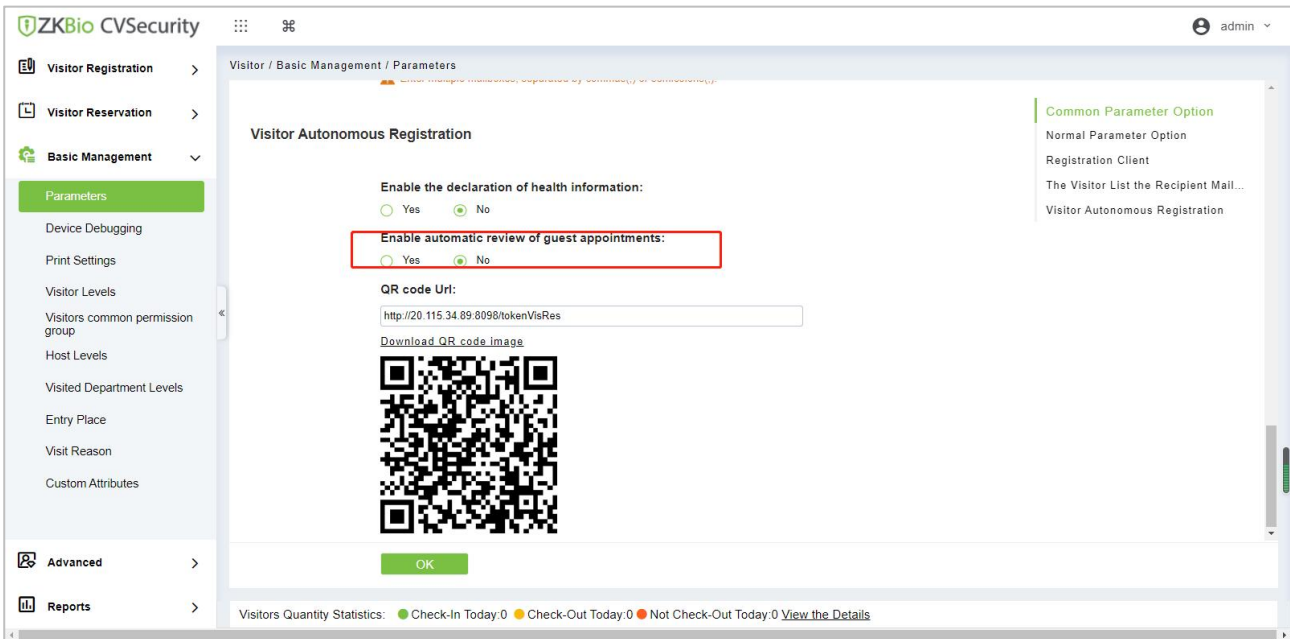 ZKBio CVSecurity
admin
Visitor Registration
Visitor Reservation
Basic Management
Parameters
Device Debugging
Print Settings
Visitor Levels
Visitors common permission
group
Host Levels
Visited Department Levels
Entry Place
Visit Reason
Custom Attributes
Advanced
Reports
Visitor / Basic Management / Parameters
Visitor Autonomous Registration
Enable the declaration of health information:
Yes No
Enable automatic review of guest appointments:
Yes No
QR code Url:
http://20.115.34.89:8098/tokenVisRes
Download QR code image
OK
Common Parameter Option
Normal Parameter Option
Registration Client
The Visitor List the Recipient Mail...
Visitor Autonomous Registration
Visitors Quantity Statistics: Check-In Today:0 Check-Out Today:0 Not Check-Out Today:0 View the Details